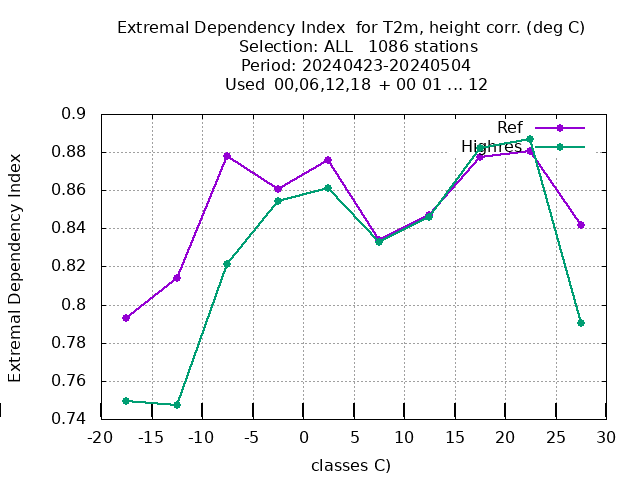 Extremal Dependency Index  for T2m, height corr. (deg C)
Selection: ALL   1086 stations
Period: 20240423-20240504
Used  00,06,12,18 + 00 01 ... 12
Ref
Highres
Extremal Dependency Index
0.9
0.88
0.86
0.84
0.82
0.8
0.78
0.76
0.74
-20 -15 -10 -5 0 5 10 15 20 25 30
classes C)